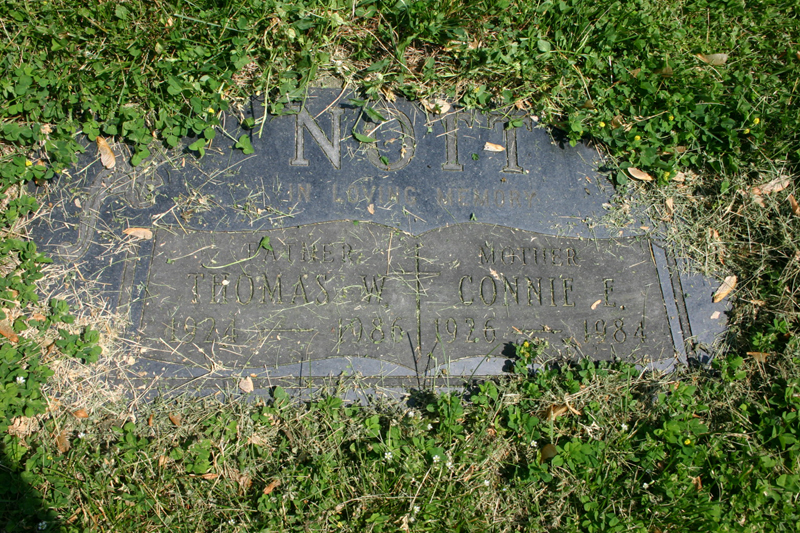 NOTT
IN LOVING MEMORY
FATHER MOTHER
THOMAS W. CONNIE E.
1924 — 1986 1926 — 1984